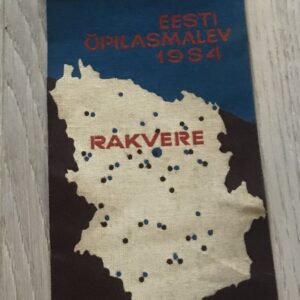 EESTI
ÕPILASMALEV
1984
RAKVERE